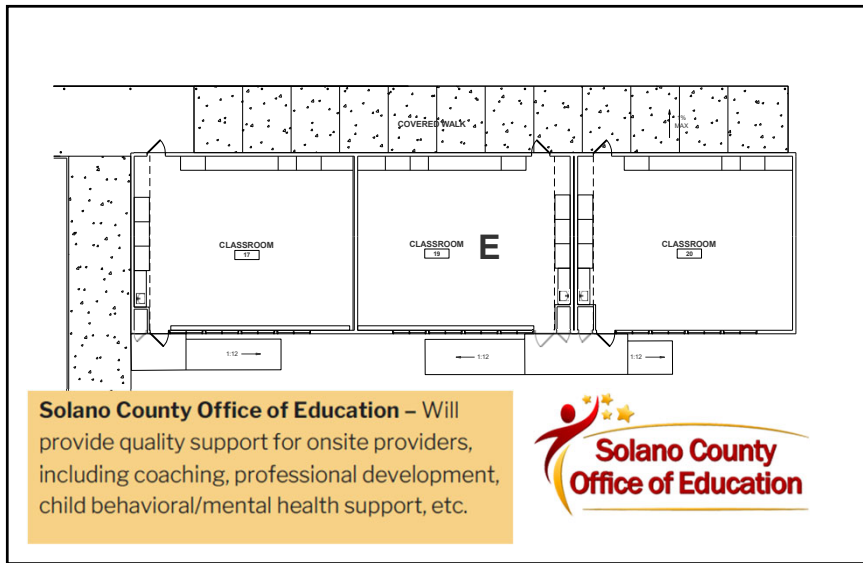 COVERED WALK
1%
MAX
CLASSROOM
17
CLASSROOM
19
E
CLASSROOM
20
1:12
1:12
1:12
Solano County Office of Education – Will
provide quality support for onsite providers,
including coaching, professional development,
child behavioral/mental health support, etc.
Solano County
Office of Education